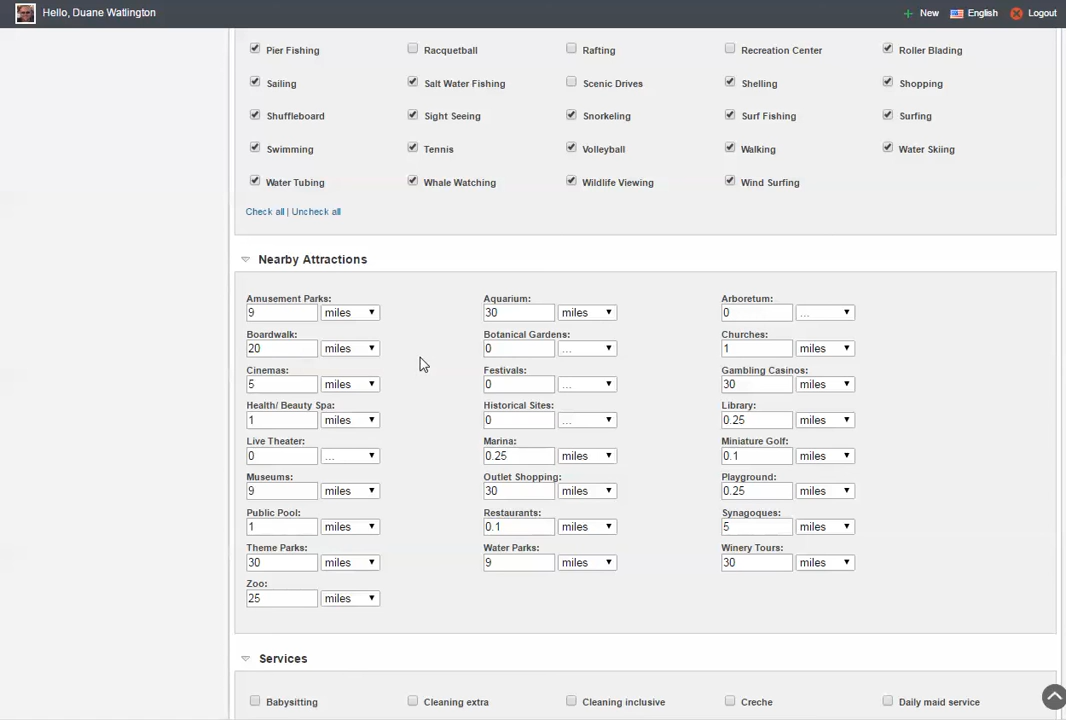 Hello, Duane Watlington New English Logout
Pier Fishing Racquetball Rafting Recreation Center Roller Blading
Sailing Salt Water Fishing Scenic Drives Shelling Shopping
Shuffleboard Sight Seeing Snorkeling Surf Fishing Surfing
Swimming Tennis Volleyball Walking Water Skiing
Water Tubing Whale Watching Wildlife Viewing Wind Surfing
Check all | Uncheck all
Nearby Attractions
Amusement Parks: Aquarium: Arboretum:
9 miles 30 miles 0 ...
Boardwalk: Botanical Gardens: Churches:
20 miles 0 ... 1 miles
Cinemas: Festivals: Gambling Casinos:
5 miles 0 ... 30 miles
Health/ Beauty Spa: Historical Sites: Library:
1 miles 0 ... 0.25 miles
Live Theater: Marina: Miniature Golf:
0 ... 0.25 miles 0.1 miles
Museums: Outlet Shopping: Playground:
9 miles 30 miles 0.25 miles
Public Pool: Restaurants: Synagoques:
1 miles 0.1 miles 5 miles
Theme Parks: Water Parks: Winery Tours:
30 miles 9 miles 30 miles
Zoo:
25 miles
Services
Babysitting Cleaning extra Cleaning inclusive Creche Daily maid service